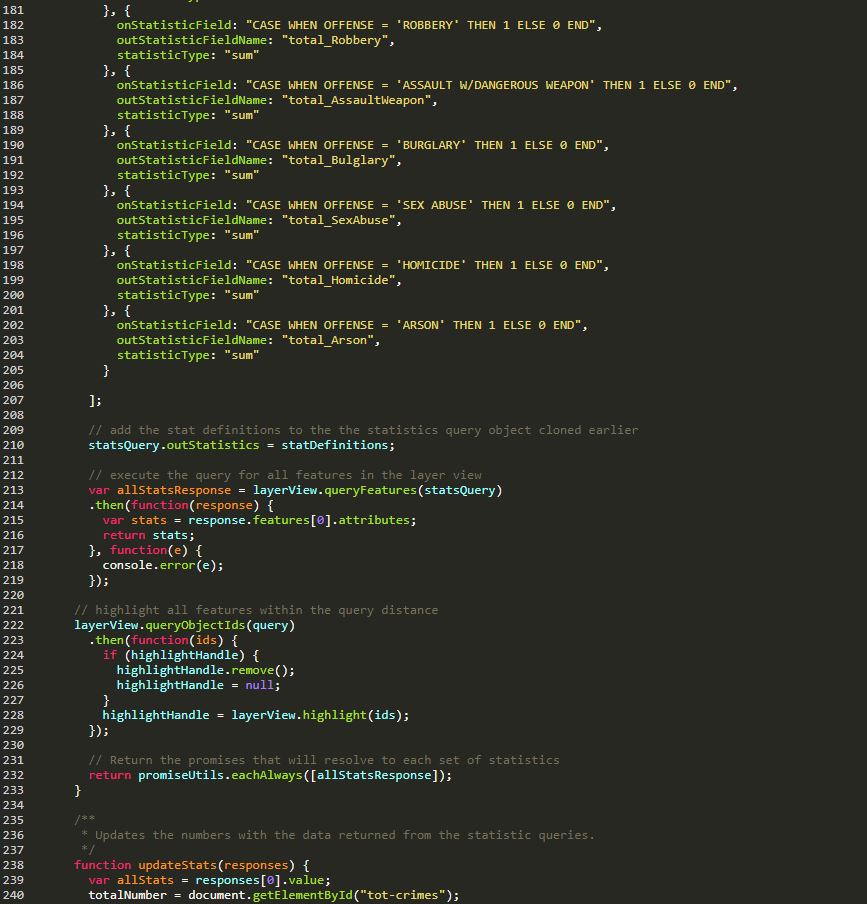 181 }, {
182 onStatisticField: "CASE WHEN OFFENSE = 'ROBBERY' THEN 1 ELSE 0 END",
183 outStatisticFieldName: "total_Robbery",
184 statisticType: "sum"
185 }, {
186 onStatisticField: "CASE WHEN OFFENSE = 'ASSAULT W/DANGEROUS WEAPON' THEN 1 ELSE 0 END",
187 outStatisticFieldName: "total_AssaultWeapon",
188 statisticType: "sum"
189 }, {
190 onStatisticField: "CASE WHEN OFFENSE = 'BURGLARY' THEN 1 ELSE 0 END",
191 outStatisticFieldName: "total_Bulglary",
192 statisticType: "sum"
193 }, {
194 onStatisticField: "CASE WHEN OFFENSE = 'SEX ABUSE' THEN 1 ELSE 0 END",
195 outStatisticFieldName: "total_SexAbuse",
196 statisticType: "sum"
197 }, {
198 onStatisticField: "CASE WHEN OFFENSE = 'HOMICIDE' THEN 1 ELSE 0 END",
199 outStatisticFieldName: "total_Homicide",
200 statisticType: "sum"
201 }, {
202 onStatisticField: "CASE WHEN OFFENSE = 'ARSON' THEN 1 ELSE 0 END",
203 outStatisticFieldName: "total_Arson",
204 statisticType: "sum"
205 }
206
207 ];
208
209 // add the stat definitions to the the statistics query object cloned earlier
210 statsQuery.outStatistics = statDefinitions;
211
212 // execute the query for all features in the layer view
213 var allStatsResponse = layerView.queryFeatures(statsQuery)
214 .then(function(response) {
215 var stats = response.features[0].attributes;
216 return stats;
217 }, function(e) {
218 console.error(e);
219 });
220
221 // highlight all features within the query distance
222 layerView.queryObjectIds(query)
223 .then(function(ids) {
224 if (highlightHandle) {
225 highlightHandle.remove();
226 highlightHandle = null;
227 }
228 highlightHandle = layerView.highlight(ids);
229 });
230
231 // Return the promises that will resolve to each set of statistics
232 return promiseUtils.eachAlways([allStatsResponse]);
233 }
234
235 /**
236 * Updates the numbers with the data returned from the statistic queries.
237 */
238 function updateStats(responses) {
239 var allStats = responses[0].value;
240 totalNumber = document.getElementById("tot-crimes");